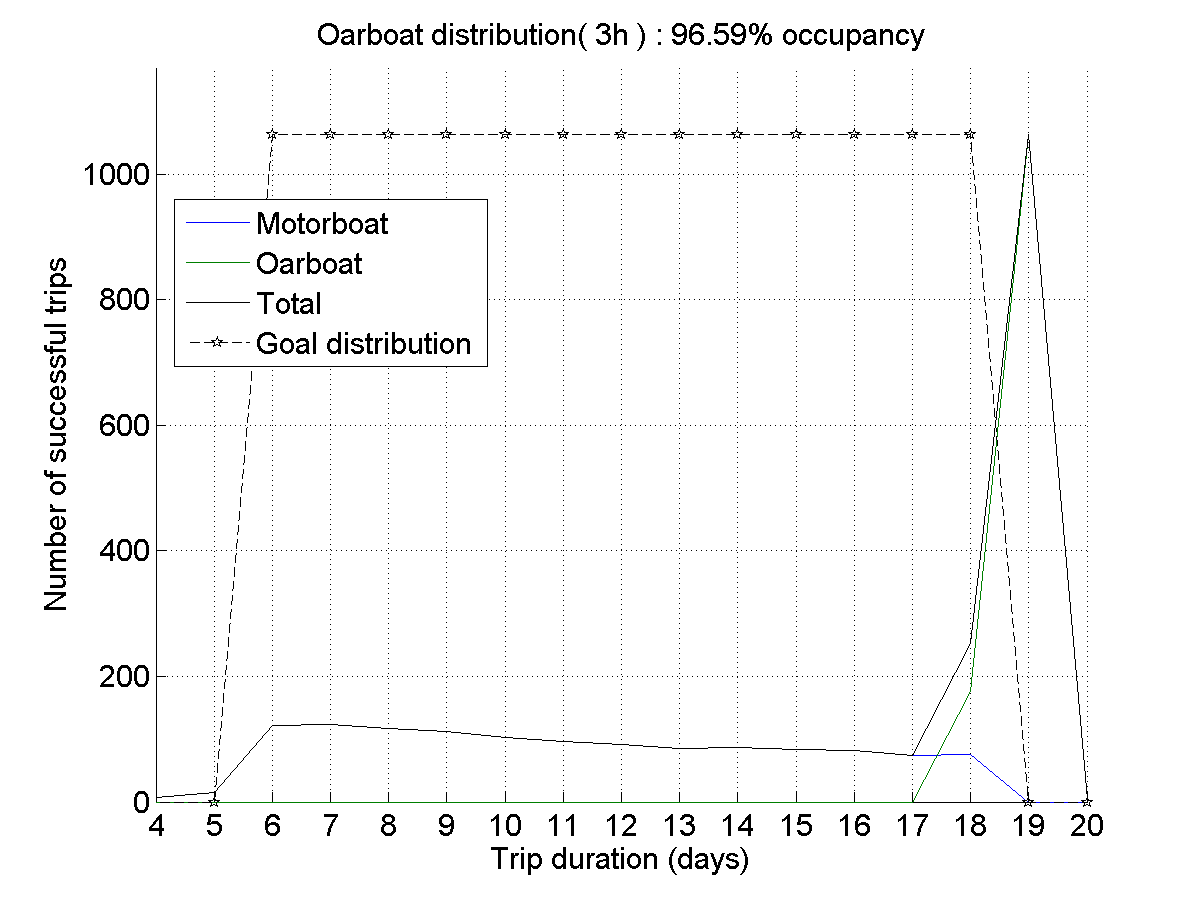 Oarboat distribution( 3h ) : 96.59% occupancy
Number of successful trips
1000
800
600
400
200
0
Motorboat
Oarboat
Total
Goal distribution
4 5 6 7 8 9 10 11 12 13 14 15 16 17 18 19 20
Trip duration (days)